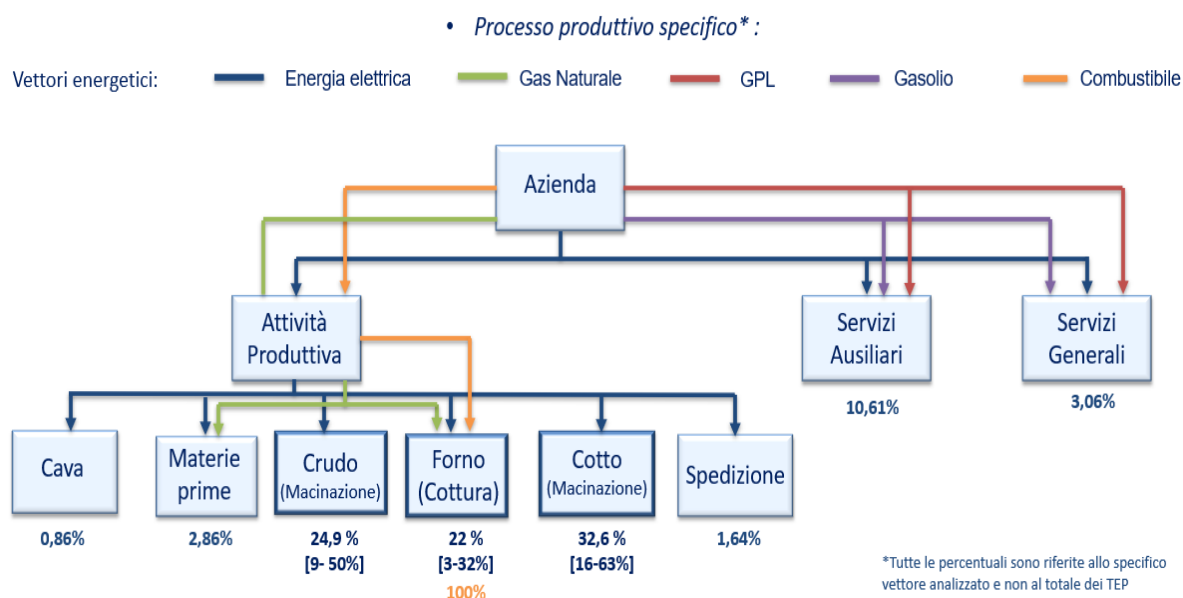 • Processo produttivo specifico* :
Vettori energetici:
Energia elettrica
Gas Naturale
GPL
Gasolio
Combustibile
Azienda
Attività
Produttiva
Servizi
Ausiliari
Servizi
Generali
10,61%
3,06%
Cava
Materie
prime
Crudo
(Macinazione)
Forno
(Cottura)
Cotto
(Macinazione)
Spedizione
0,86%
2,86%
24,9 %
[9- 50%]
22 %
[3-32%]
100%
32,6 %
[16-63%]
1,64%
*Tutte le percentuali sono riferite allo specifico
vettore analizzato e non al totale dei TEP